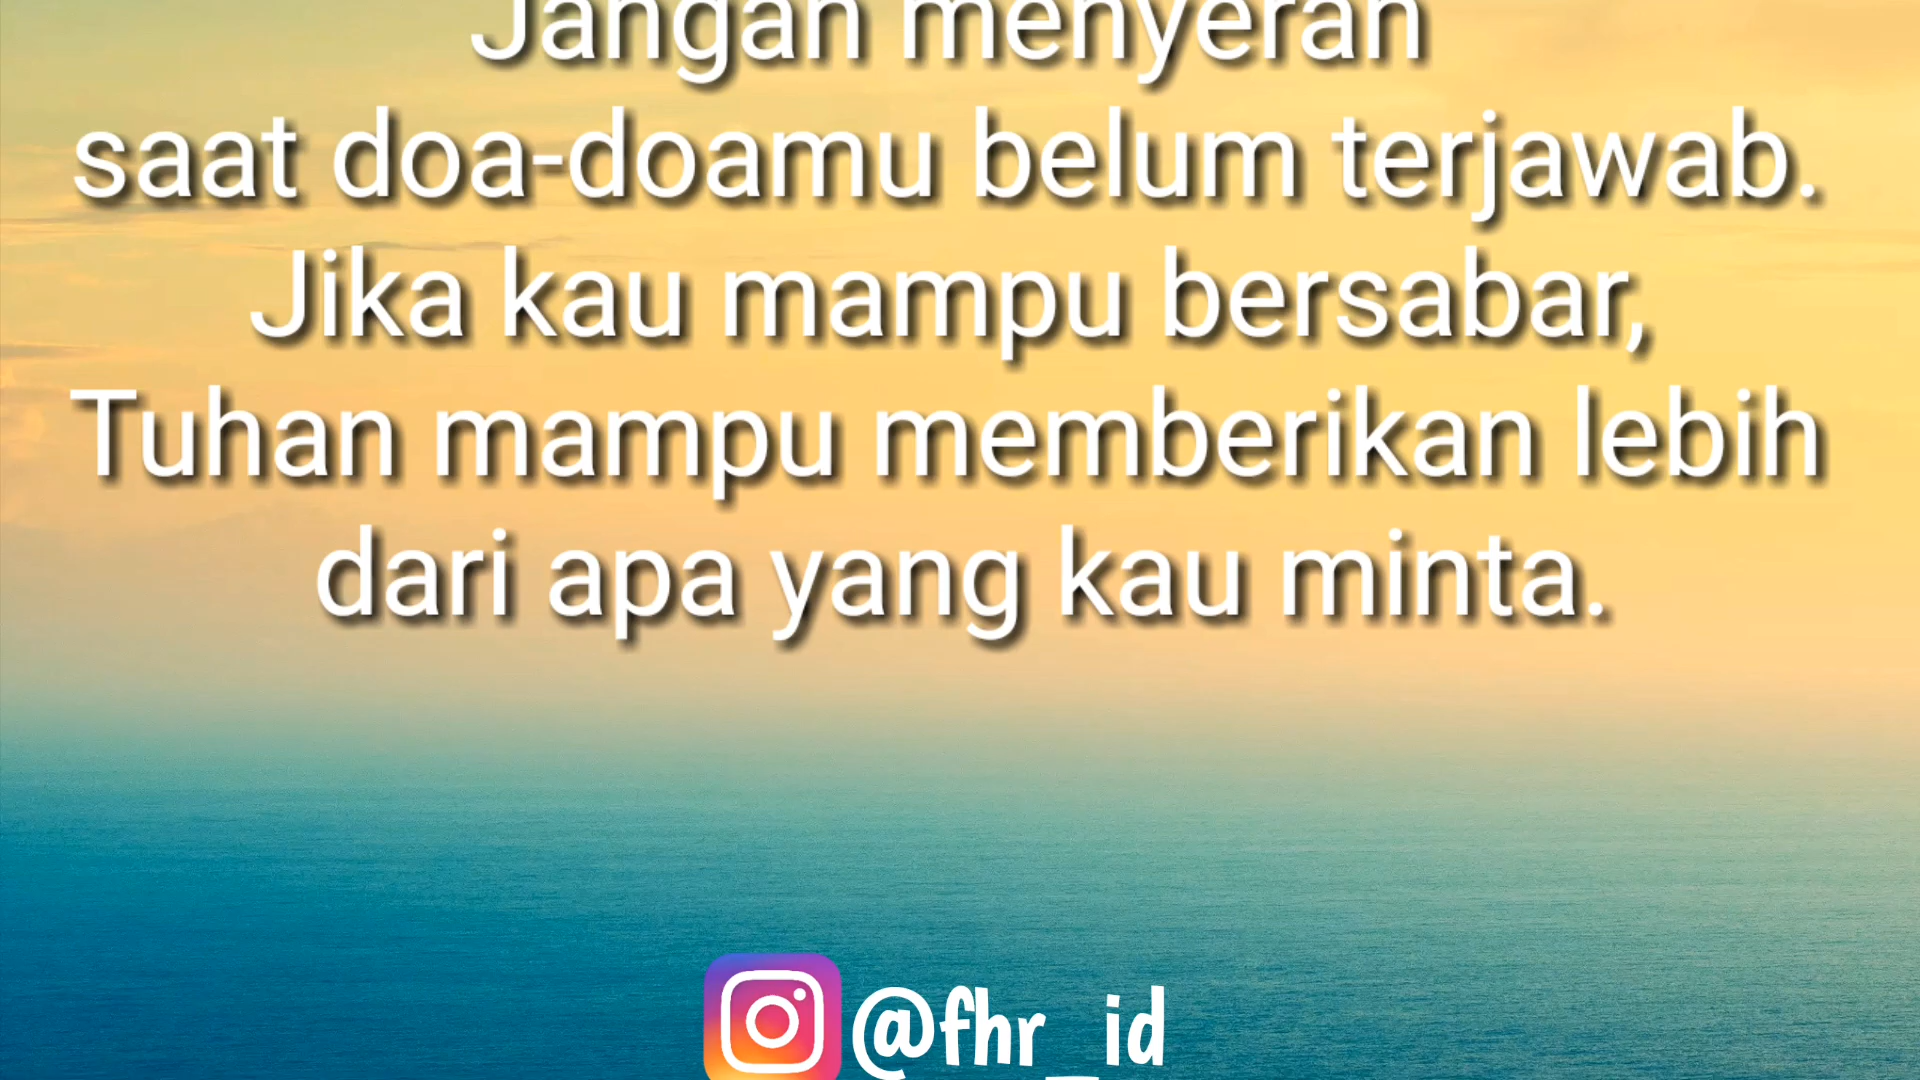 Jangan menyerah
saat doa-doamu belum terjawab.
Jika kau mampu bersabar,
Tuhan mampu memberikan lebih
dari apa yang kau minta.
@fhr_id